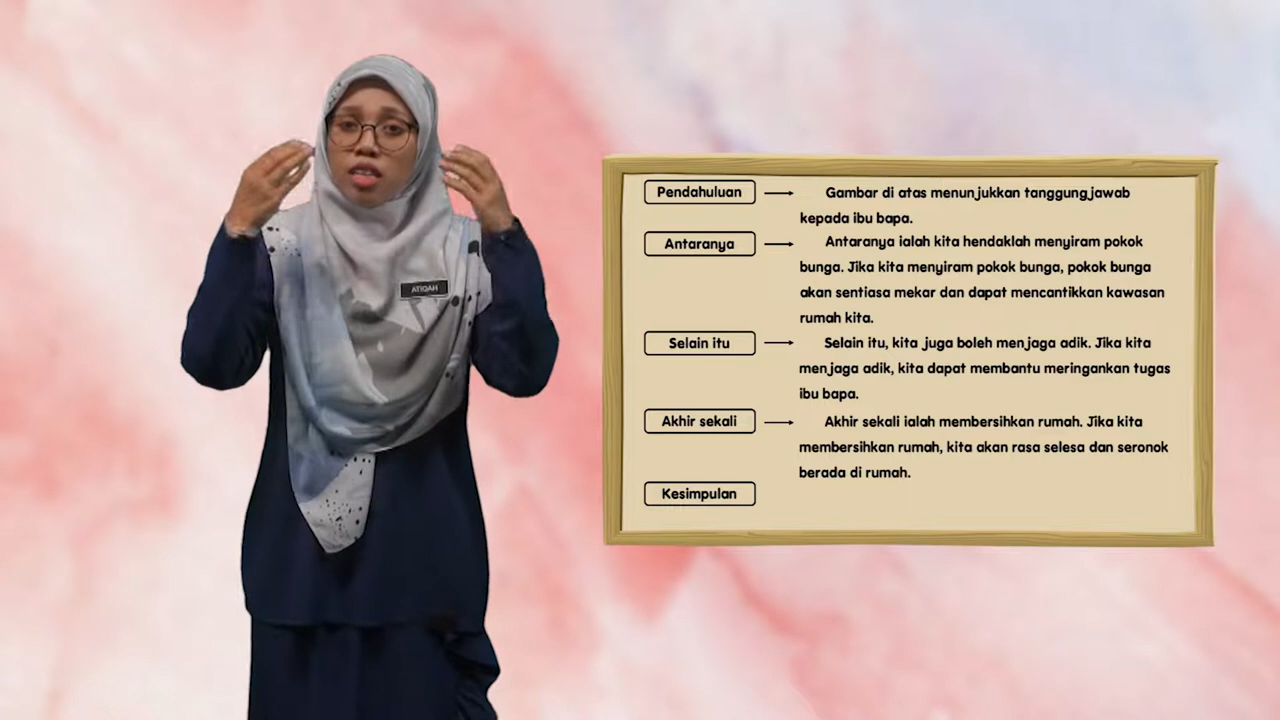 ATIQAH
Pendahuluan
Gambar di atas menunjukkan tanggungjawab
kepada ibu bapa.
Antaranya
Antaranya ialah kita hendaklah menyiram pokok
bunga. Jika kita menyiram pokok bunga, pokok bunga
akan sentiasa mekar dan dapat mencantikkan kawasan
rumah kita.
Selain itu
Selain itu, kita juga boleh menjaga adik. Jika kita
menjaga adik, kita dapat membantu meringankan tugas
ibu bapa.
Akhir sekali
Akhir sekali ialah membersihkan rumah. Jika kita
membersihkan rumah, kita akan rasa selesa dan seronok
berada di rumah.
Kesimpulan